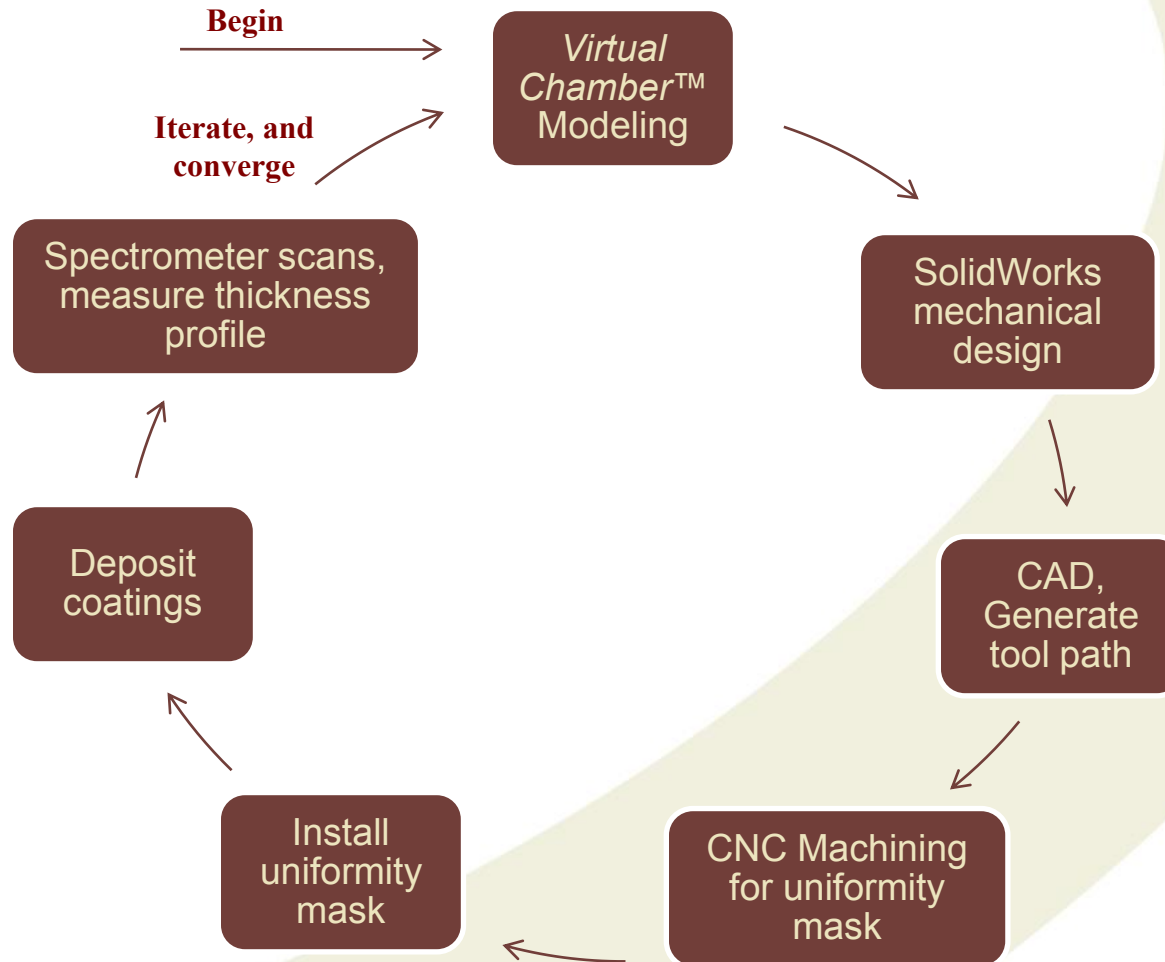 Begin
Virtual
Chamber™
Modeling
Iterate, and
converge
SolidWorks
mechanical
design
CAD,
Generate
tool path
CNC Machining
for uniformity
mask
Install
uniformity
mask
Deposit
coatings
Spectrometer scans,
measure thickness
profile